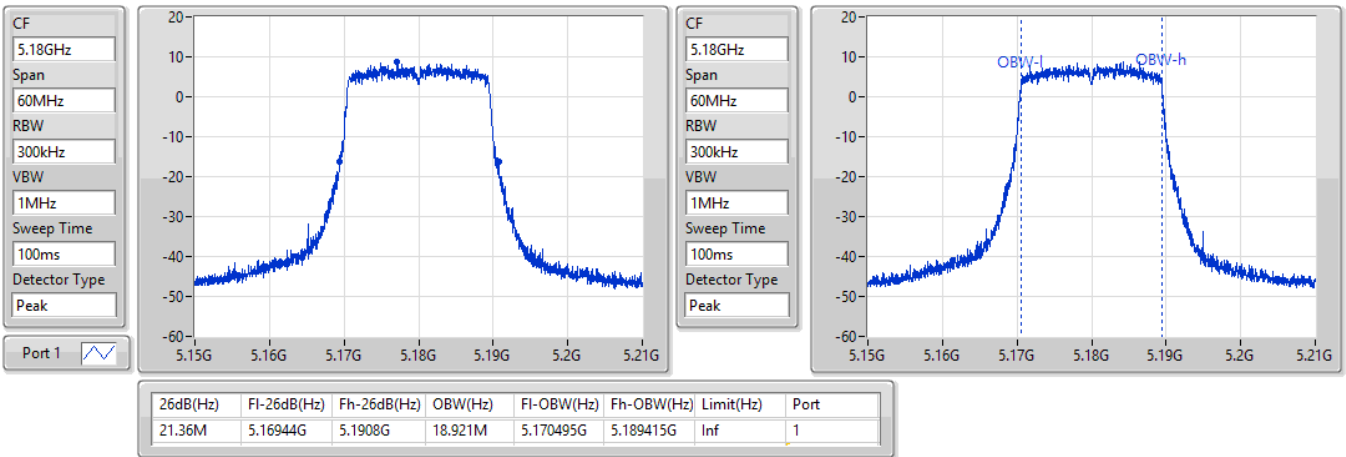 CF
5.18GHz
Span
60MHz
RBW
300kHz
VBW
1MHz
Sweep Time
100ms
Detector Type
Peak
Port 1
20
10
0
-10
-20
-30
-40
-50
-60
5.15G 5.16G 5.17G 5.18G 5.19G 5.2G 5.21G
CF
5.18GHz
Span
60MHz
RBW
300kHz
VBW
1MHz
Sweep Time
100ms
Detector Type
Peak
20
10
0
-10
-20
-30
-40
-50
-60
OBW-l OBW-h
5.15G 5.16G 5.17G 5.18G 5.19G 5.2G 5.21G
26dB(Hz) Fl-26dB(Hz) Fh-26dB(Hz) OBW(Hz) Fl-OBW(Hz) Fh-OBW(Hz) Limit(Hz) Port
21.36M 5.16944G 5.1908G 18.921M 5.170495G 5.189415G Inf 1